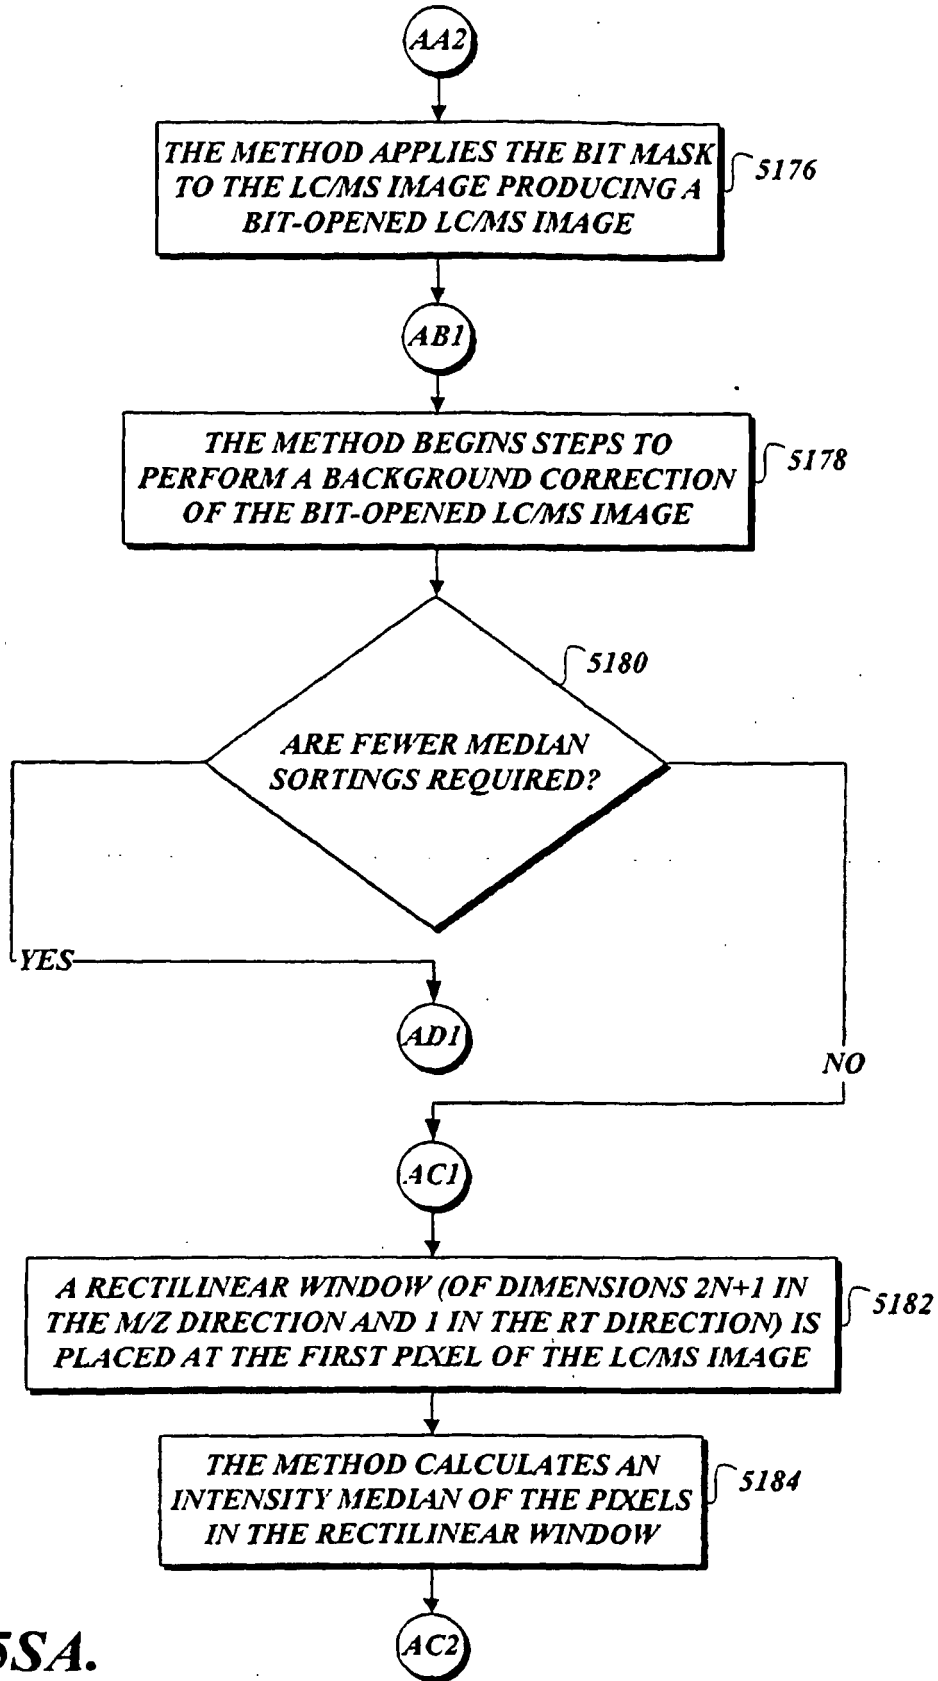 AA2
THE METHOD APPLIES THE BIT MASK
TO THE LC/MS IMAGE PRODUCING A
BIT-OPENED LC/MS IMAGE
5176
AB1
THE METHOD BEGINS STEPS TO
PERFORM A BACKGROUND CORRECTION
OF THE BIT-OPENED LC/MS IMAGE
5178
5180
ARE FEWER MEDIAN
SORTINGS REQUIRED?
YES
AD1
NO
AC1
A RECTILINEAR WINDOW (OF DIMENSIONS 2N+1 IN
THE M/Z DIRECTION AND 1 IN THE RT DIRECTION) IS
PLACED AT THE FIRST PIXEL OF THE LC/MS IMAGE
5182
THE METHOD CALCULATES AN
INTENSITY MEDIAN OF THE PIXELS
IN THE RECTILINEAR WINDOW
5184
AC2
5SA.